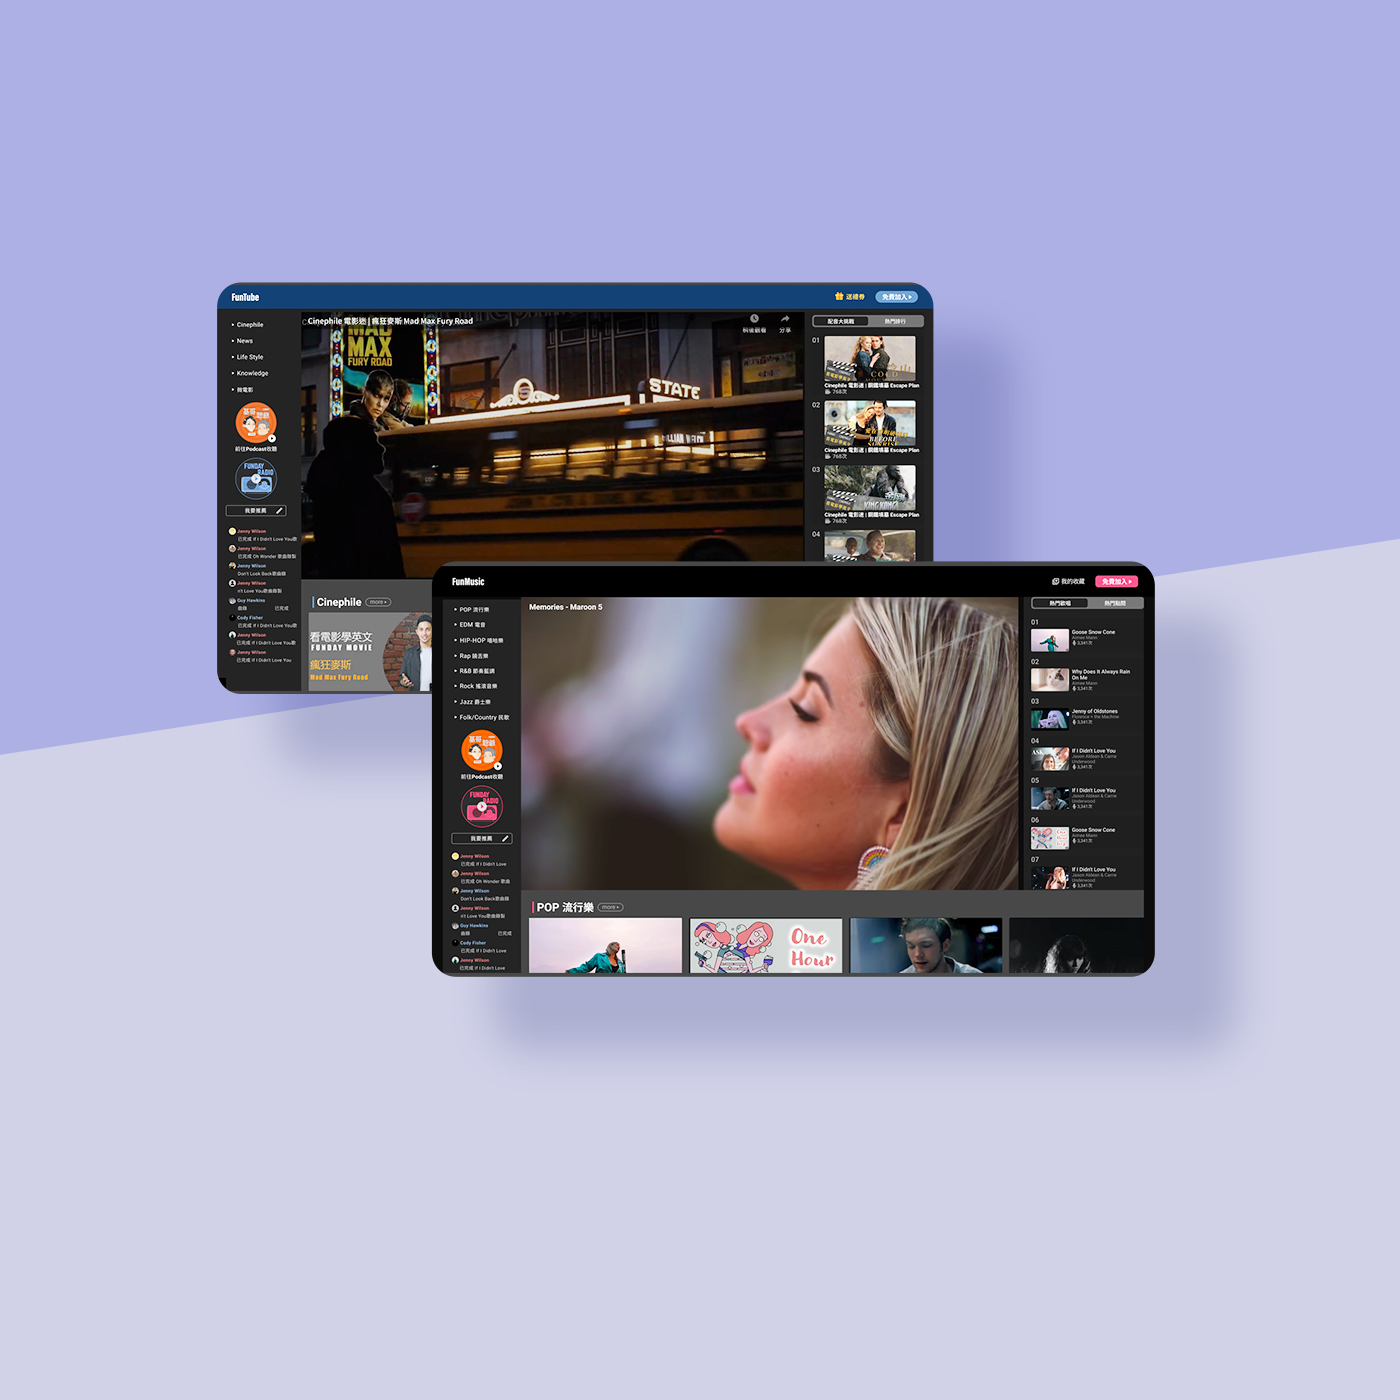 FunTube
送禮券
免費加入
Cinephile
News
Life Style
Knowledge
微電影
基哥
聰爺
前往Podcast收聽
FUNDAY
RADIO
我要推薦
Jenny Wilson
已完成 If I Didn't Love You歌
Jenny Wilson
已完成 Oh Wonder 歌曲錄製
Jenny Wilson
Don't Look Back歌曲錄
Jenny Wilson
n't Love You歌曲錄製
Guy Hawkins
曲錄 已完成
Cody Fisher
已完成 If I Didn't Love You歌
Jenny Wilson
已完成 If I Didn't Love You歌
Jenny Wilson
已完成 If I Didn't Love You
Cinephile 電影迷 | 瘋狂麥斯 Mad Max Fury Road
稍後觀看
分享
MAD
MAX
FURY ROAD
STATE
Cinephile
more
看電影學英文
FUNDAY MOVIE
瘋狂麥斯
Mad Max Fury Road
配音大挑戰
熱門排行
01
Cinephile 電影迷 | 鋼鐵墳墓 Escape Plan
768次
02
BEFORE
SUNRISE
Cinephile 電影迷 | 鋼鐵墳墓 Escape Plan
768次
03
KING KONG
Cinephile 電影迷 | 鋼鐵墳墓 Escape Plan
768次
04
FunMusic
我的收藏
免費加入
POP 流行樂
EDM 電音
HIP-HOP 嘻哈樂
Rap 饒舌樂
R&B 節奏藍調
Rock 搖滾音樂
Jazz 爵士樂
Folk/Country 民歌
基哥
聰爺
前往Podcast收聽
FUNDAY
RADIO
我要推薦
Jenny Wilson
已完成 If I Didn't Love
Jenny Wilson
已完成 Oh Wonder 歌曲
Jenny Wilson
Don't Look Back歌曲錄
Jenny Wilson
n't Love You歌曲錄製
Guy Hawkins
曲錄 已完成
Cody Fisher
已完成 If I Didn't Love
Jenny Wilson
已完成 If I Didn't Love
Memories - Maroon 5
POP 流行樂
more
One
Hour
熱門歡唱
熱門點閱
01
Goose Snow Cone
Aimee Mann
3,341次
02
Why Does It Always Rain
On Me
Aimee Mann
3,341次
03
Jenny of Oldstones
Florence + the Machine
3,341次
04
If I Didn't Love You
Jason Aldean & Carrie
Underwood
3,341次
05
If I Didn't Love You
Jason Aldean & Carrie
Underwood
3,341次
06
Goose Snow Cone
Aimee Mann
3,341次
07
If I Didn't Love You
Jason Aldean & Carrie
Underwood
3,341次